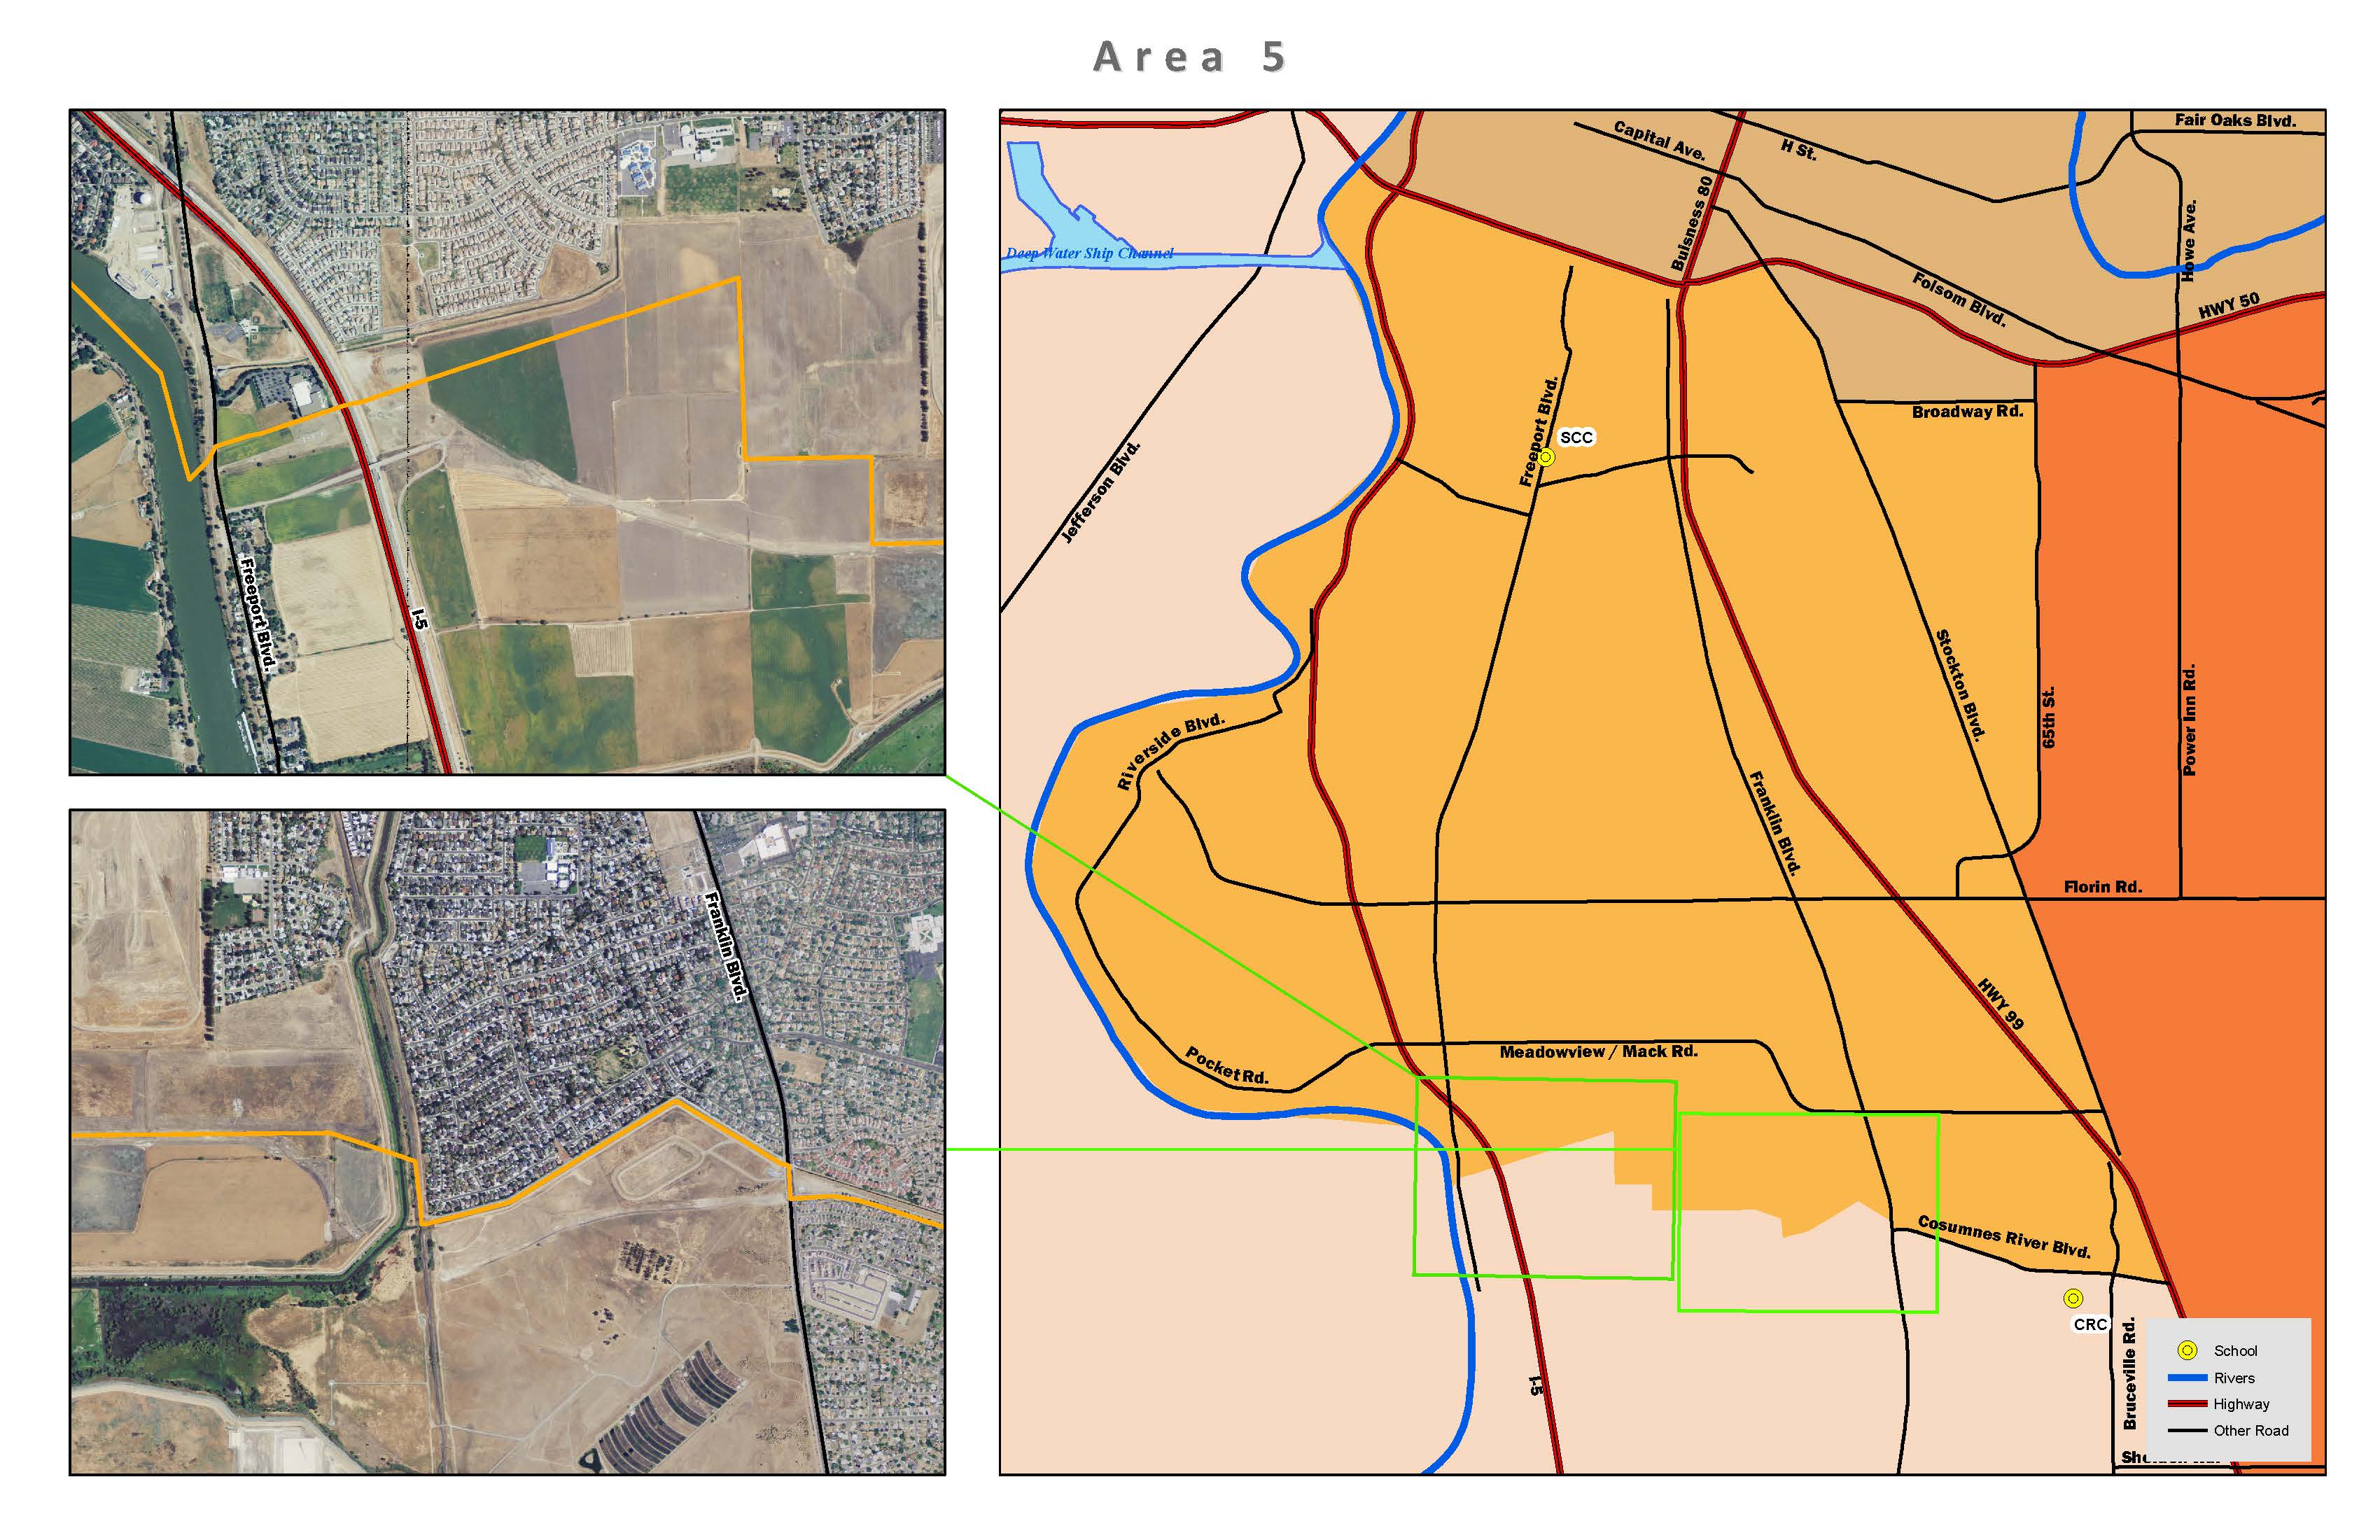 Area 5
Freeport Blvd.
I-5
Franklin Blvd.
Fair Oaks Blvd.
Capital Ave.
H St.
Buisness 80
Howe Ave.
Deep Water Ship Channel
Folsom Blvd.
HWY 50
Broadway Rd.
Freeport Blvd.
SCC
Jefferson Blvd.
Stockton Blvd.
65th St.
Power Inn Rd.
Riverside Blvd.
Franklin Blvd.
Florin Rd.
HWY 99
Meadowview / Mack Rd.
Pocket Rd.
Cosumnes River Blvd.
CRC
Bruceville Rd.
I-5
School
Rivers
Highway
Other Road